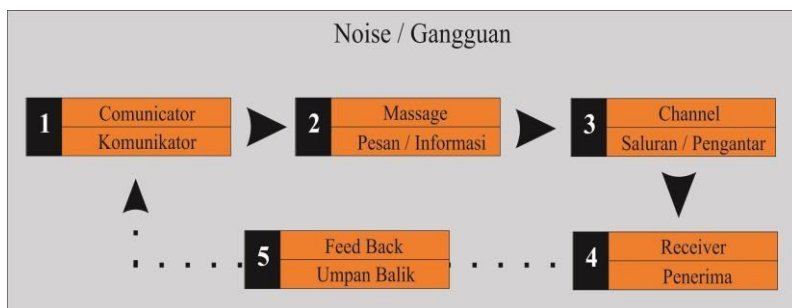 Noise / Gangguan
1
Comunicator
Komunikator
2
Massage
Pesan / Informasi
3
Channel
Saluran / Pengantar
4
Receiver
Penerima
5
Feed Back
Umpan Balik